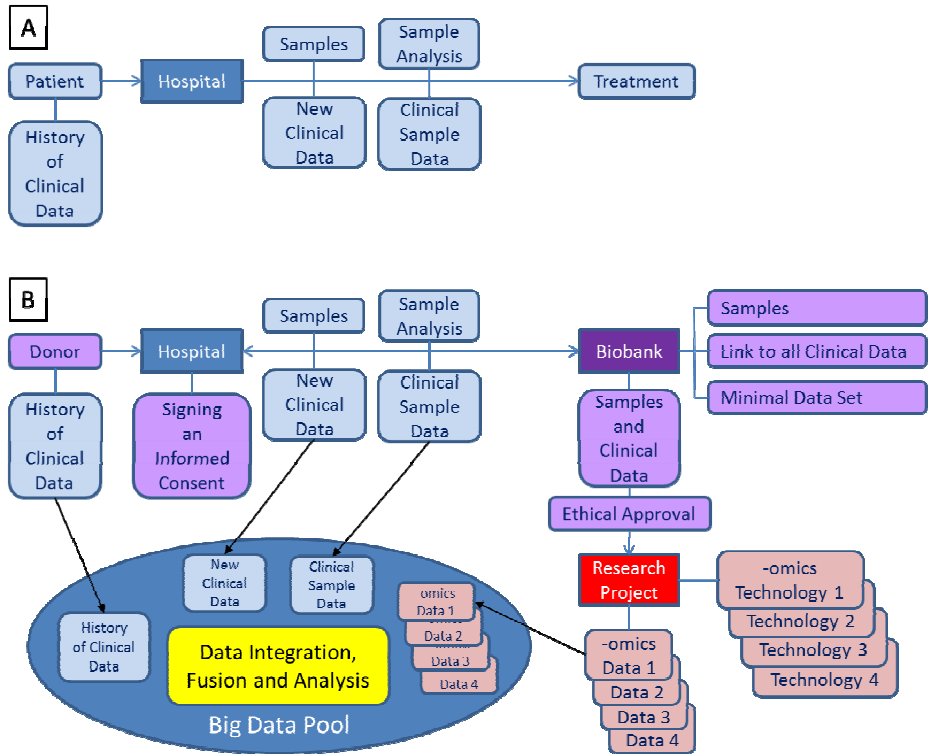 A
Patient
Hospital
Samples
Sample
Analysis
Treatment
History
of
Clinical
Data
New
Clinical
Data
Clinical
Sample
Data
B
Donor
Hospital
Samples
Sample
Analysis
Biobank
Samples
Link to all Clinical Data
Minimal Data Set
History
of
Clinical
Data
Signing
an
Informed
Consent
New
Clinical
Data
Clinical
Sample
Data
Samples
and
Clinical
Data
Ethical Approval
Research
Project
-omics
Technology 1
Technology 2
Technology 3
Technology 4
-omics
Data 1
Data 2
Data 3
Data 4
New
Clinical
Data
Clinical
Sample
Data
-omics
Data 1
Data 2
Data 3
Data 4
History
of Clinical
Data
Data Integration,
Fusion and Analysis
Big Data Pool